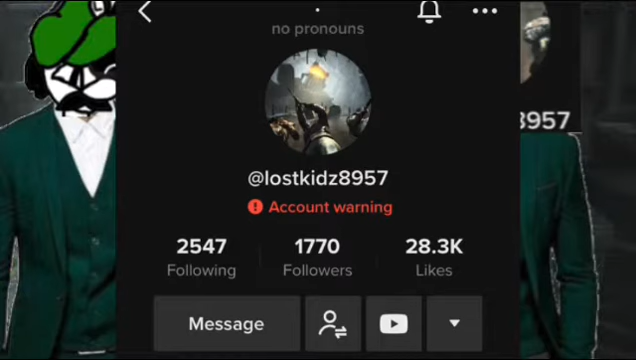 no pronouns
8957
@lostkidz8957
Account warning
2547
1770
28.3K
Following
Followers
Likes
Message